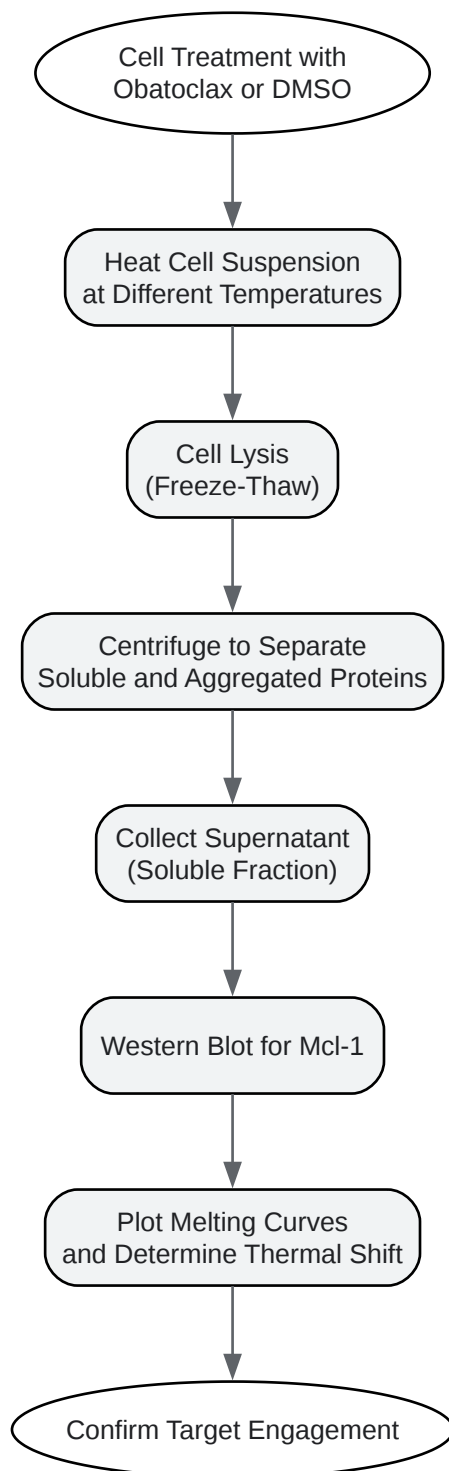 Cell Treatment with
Obatoclax or DMSO
Heat Cell Suspension
at Different Temperatures
Cell Lysis
(Freeze-Thaw)
Centrifuge to Separate
Soluble and Aggregated Proteins
Collect Supernatant
(Soluble Fraction)
Western Blot for Mcl-1
Plot Melting Curves
and Determine Thermal Shift
Confirm Target Engagement